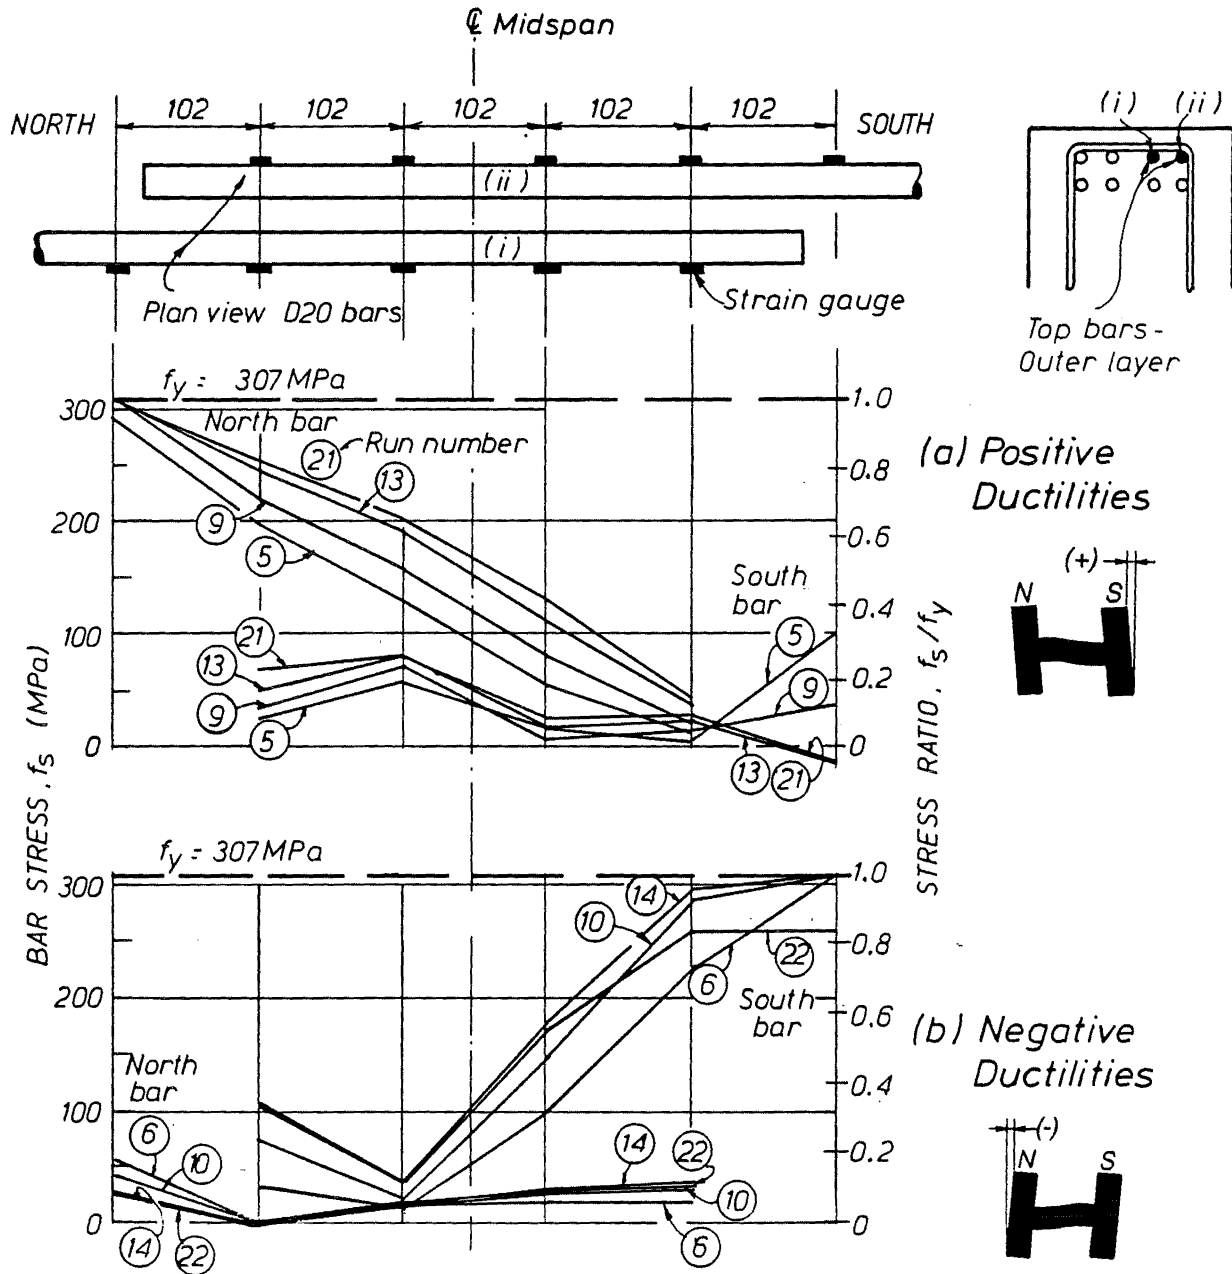 ℄ Midspan
102 102 102 102 102
NORTH
SOUTH
(i) (ii)
(ii)
(i)
Plan view D20 bars
Strain gauge
Top bars -
Outer layer
f_y = 307 MPa
North bar
21 Run number
13
9
5
21
13
9
5
South
bar
5
9
13 21
300
200
100
0
1.0
0.8
0.6
0.4
0.2
0
(a) Positive
Ductilities
(+)
N S
BAR STRESS, f_s (MPa)
STRESS RATIO, f_s/f_y
f_y = 307 MPa
14
10
22
6
South
bar
North
bar
6
10
14 22
14
22
10
6
300
200
100
0
1.0
0.8
0.6
0.4
0.2
0
(b) Negative
Ductilities
(-)
N S